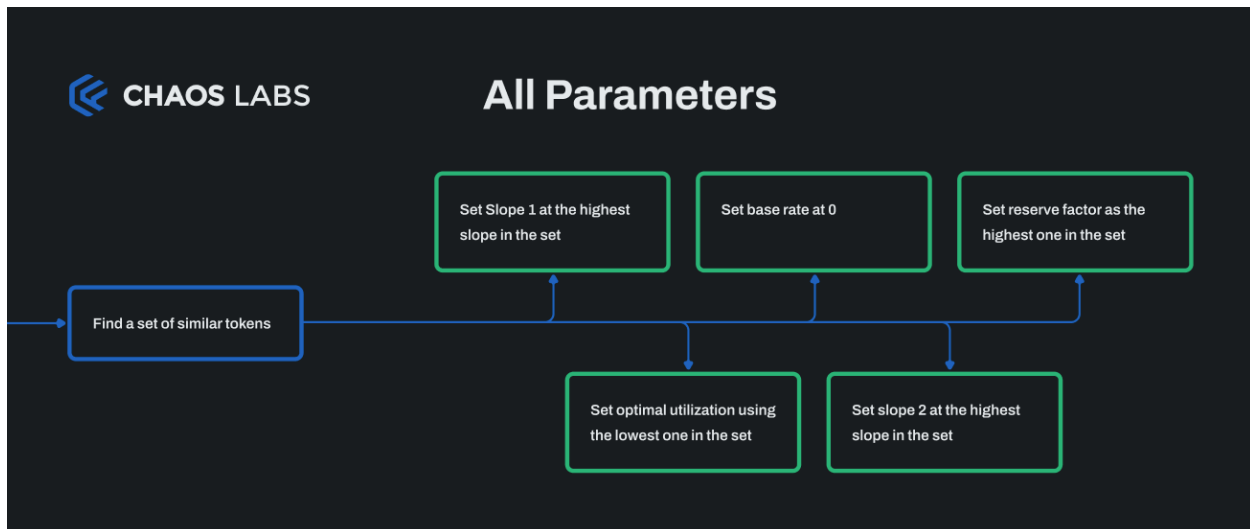 CHAOS LABS
All Parameters
Set Slope 1 at the highest
slope in the set
Set base rate at 0
Set reserve factor as the
highest one in the set
Find a set of similar tokens
Set optimal utilization using
the lowest one in the set
Set slope 2 at the highest
slope in the set